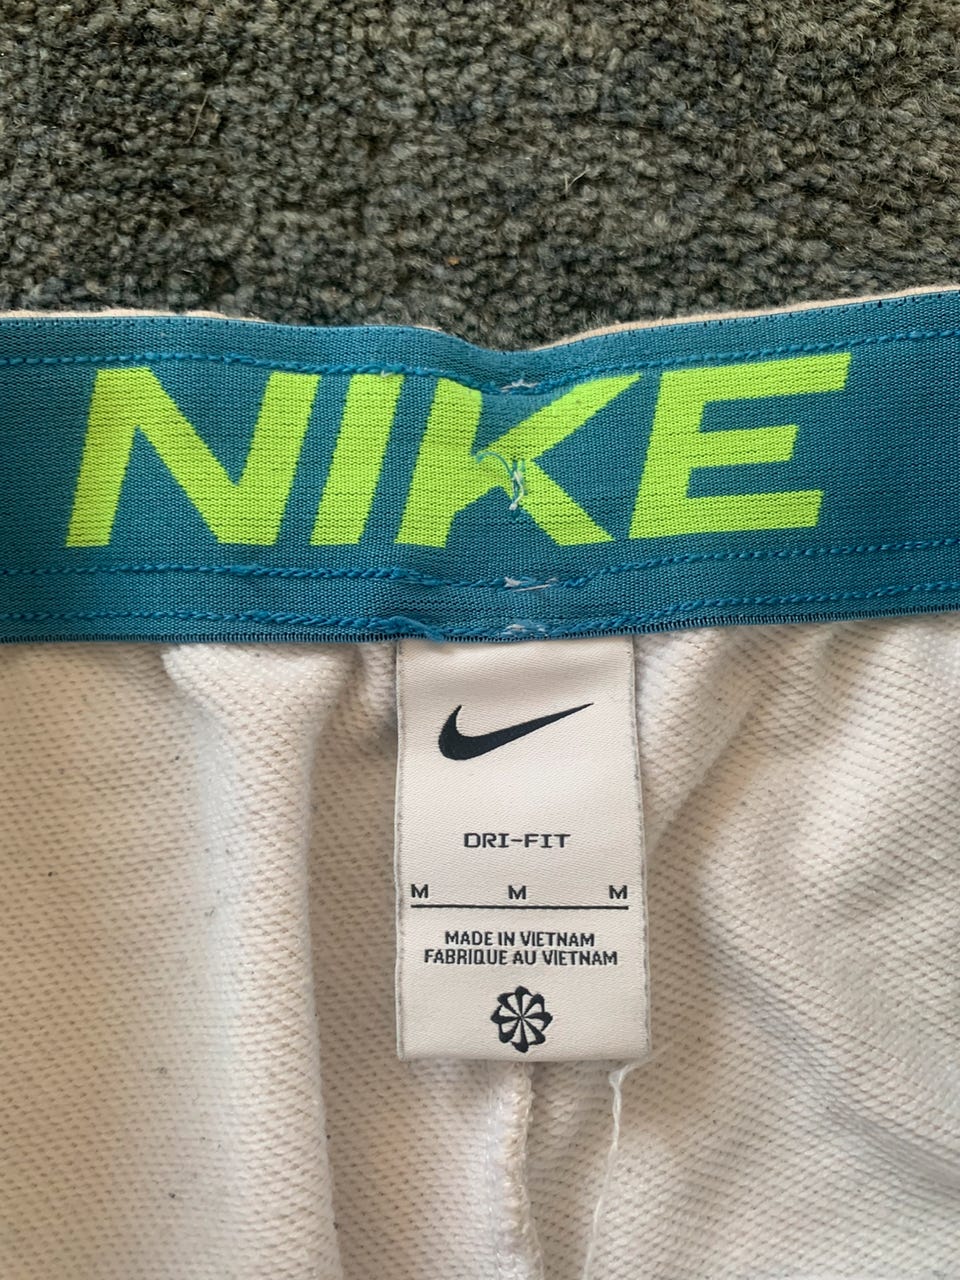 NIKE
DRI-FIT
M M M
MADE IN VIETNAM
FABRIQUE AU VIETNAM